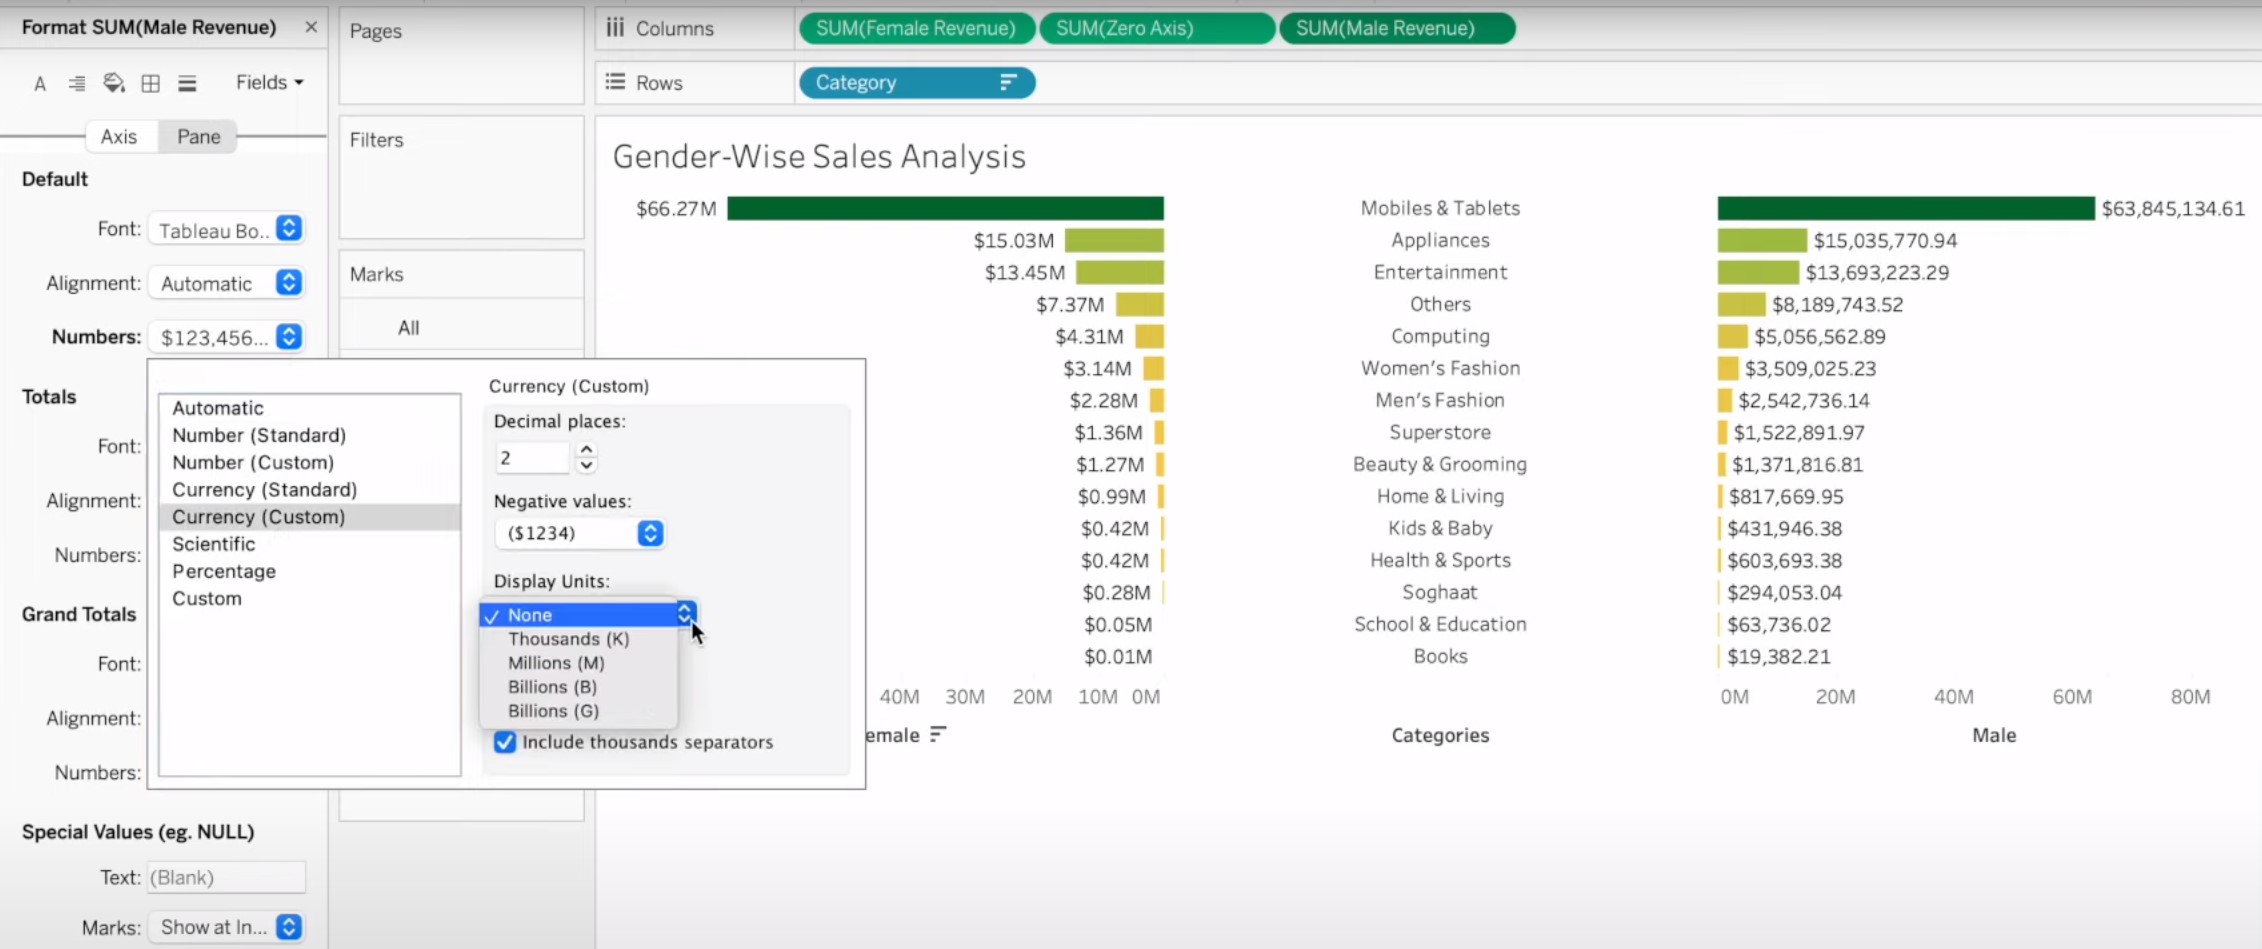 Format SUM(Male Revenue) ×
Fields
Axis Pane
Default
Font: Tableau Bo..
Alignment: Automatic
Numbers: $123,456...
Totals
Font:
Alignment:
Numbers:
Grand Totals
Font:
Alignment:
Numbers:
Special Values (eg. NULL)
Text: (Blank)
Marks: Show at In...
Automatic
Number (Standard)
Number (Custom)
Currency (Standard)
Currency (Custom)
Scientific
Percentage
Custom
Currency (Custom)
Decimal places:
2
Negative values:
($1234)
Display Units:
✓ None
Thousands (K)
Millions (M)
Billions (B)
Billions (G)
Include thousands separators
Pages
Filters
Marks
All
Columns SUM(Female Revenue) SUM(Zero Axis) SUM(Male Revenue)
Rows Category
Gender-Wise Sales Analysis
$66.27M Mobiles & Tablets $63,845,134.61
$15.03M Appliances $15,035,770.94
$13.45M Entertainment $13,693,223.29
$7.37M Others $8,189,743.52
$4.31M Computing $5,056,562.89
$3.14M Women's Fashion $3,509,025.23
$2.28M Men's Fashion $2,542,736.14
$1.36M Superstore $1,522,891.97
$1.27M Beauty & Grooming $1,371,816.81
$0.99M Home & Living $817,669.95
$0.42M Kids & Baby $431,946.38
$0.42M Health & Sports $603,693.38
$0.28M Soghaat $294,053.04
$0.05M School & Education $63,736.02
$0.01M Books $19,382.21
40M 30M 20M 10M 0M 0M 20M 40M 60M 80M
emale Categories Male